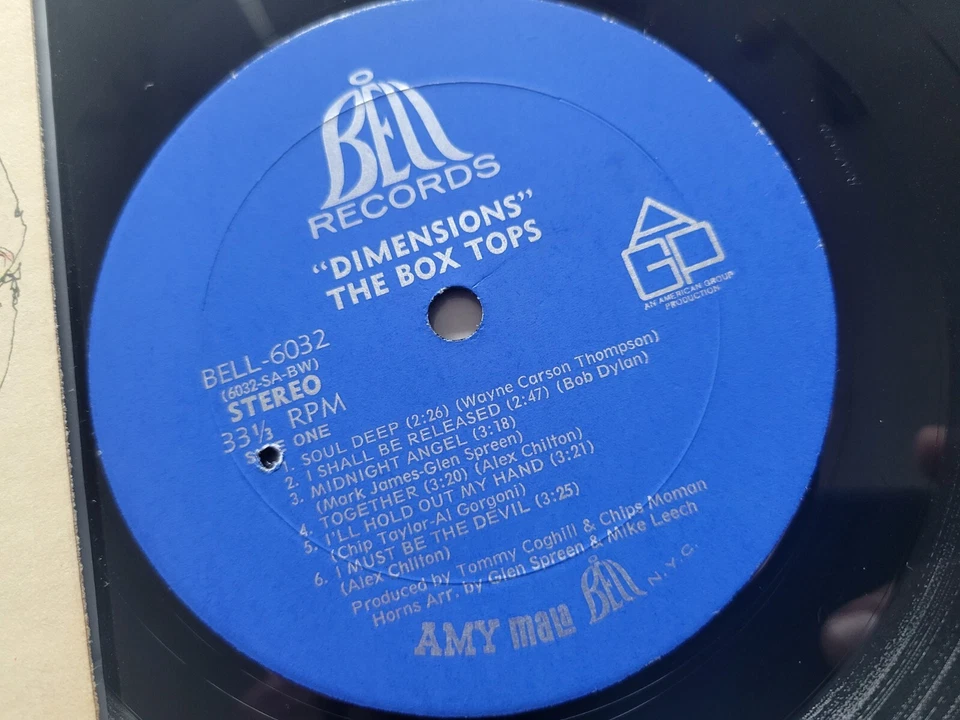 BELL
RECORDS
"DIMENSIONS"
THE BOX TOPS
AGP
AN AMERICAN GROUP
PRODUCTION
BELL-6032
(6032-SA-BW)
STEREO
33⅓ RPM
ONE
1. SOUL DEEP (2:26) (Wayne Carson Thompson)
2. I SHALL BE RELEASED (2:47) (Bob Dylan)
3. MIDNIGHT ANGEL (3:18)
(Mark James-Glen Spreen)
4. TOGETHER (3:20) (Alex Chilton)
5. I'LL HOLD OUT MY HAND (3:21)
(Chip Taylor-Al Gorgoni)
6. I MUST BE THE DEVIL (3:25)
(Alex Chilton)
Produced by Tommy Coghill & Chips Moman
Horns Arr. by Glen Spreen & Mike Leech
AMY mala BELL N.Y.C.